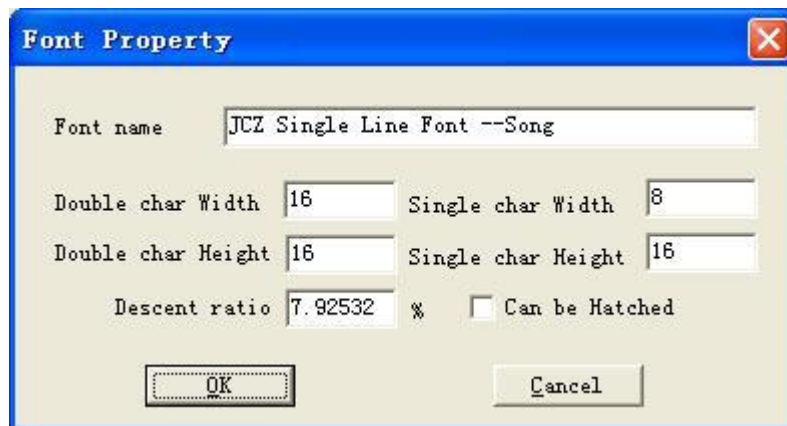 Font Property
Font name JCZ Single Line Font --Song
Double char Width 16 Single char Width 8
Double char Height 16 Single char Height 16
Descent ratio 7.92532 % Can be Hatched
OK Cancel